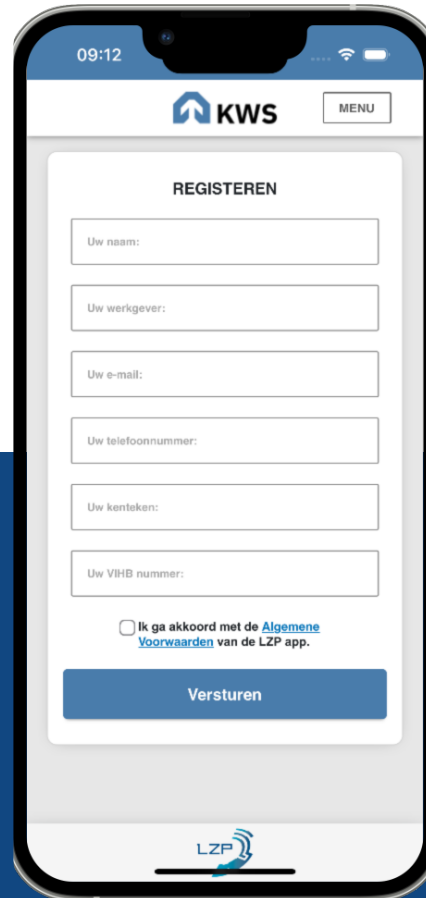 09:12
KWS
MENU
REGISTEREN
Uw naam:
Uw werkgever:
Uw e-mail:
Uw telefoonnummer:
Uw kenteken:
Uw VIHB nummer:
Ik ga akkoord met de Algemene
Voorwaarden van de LZP app.
Versturen
LZP